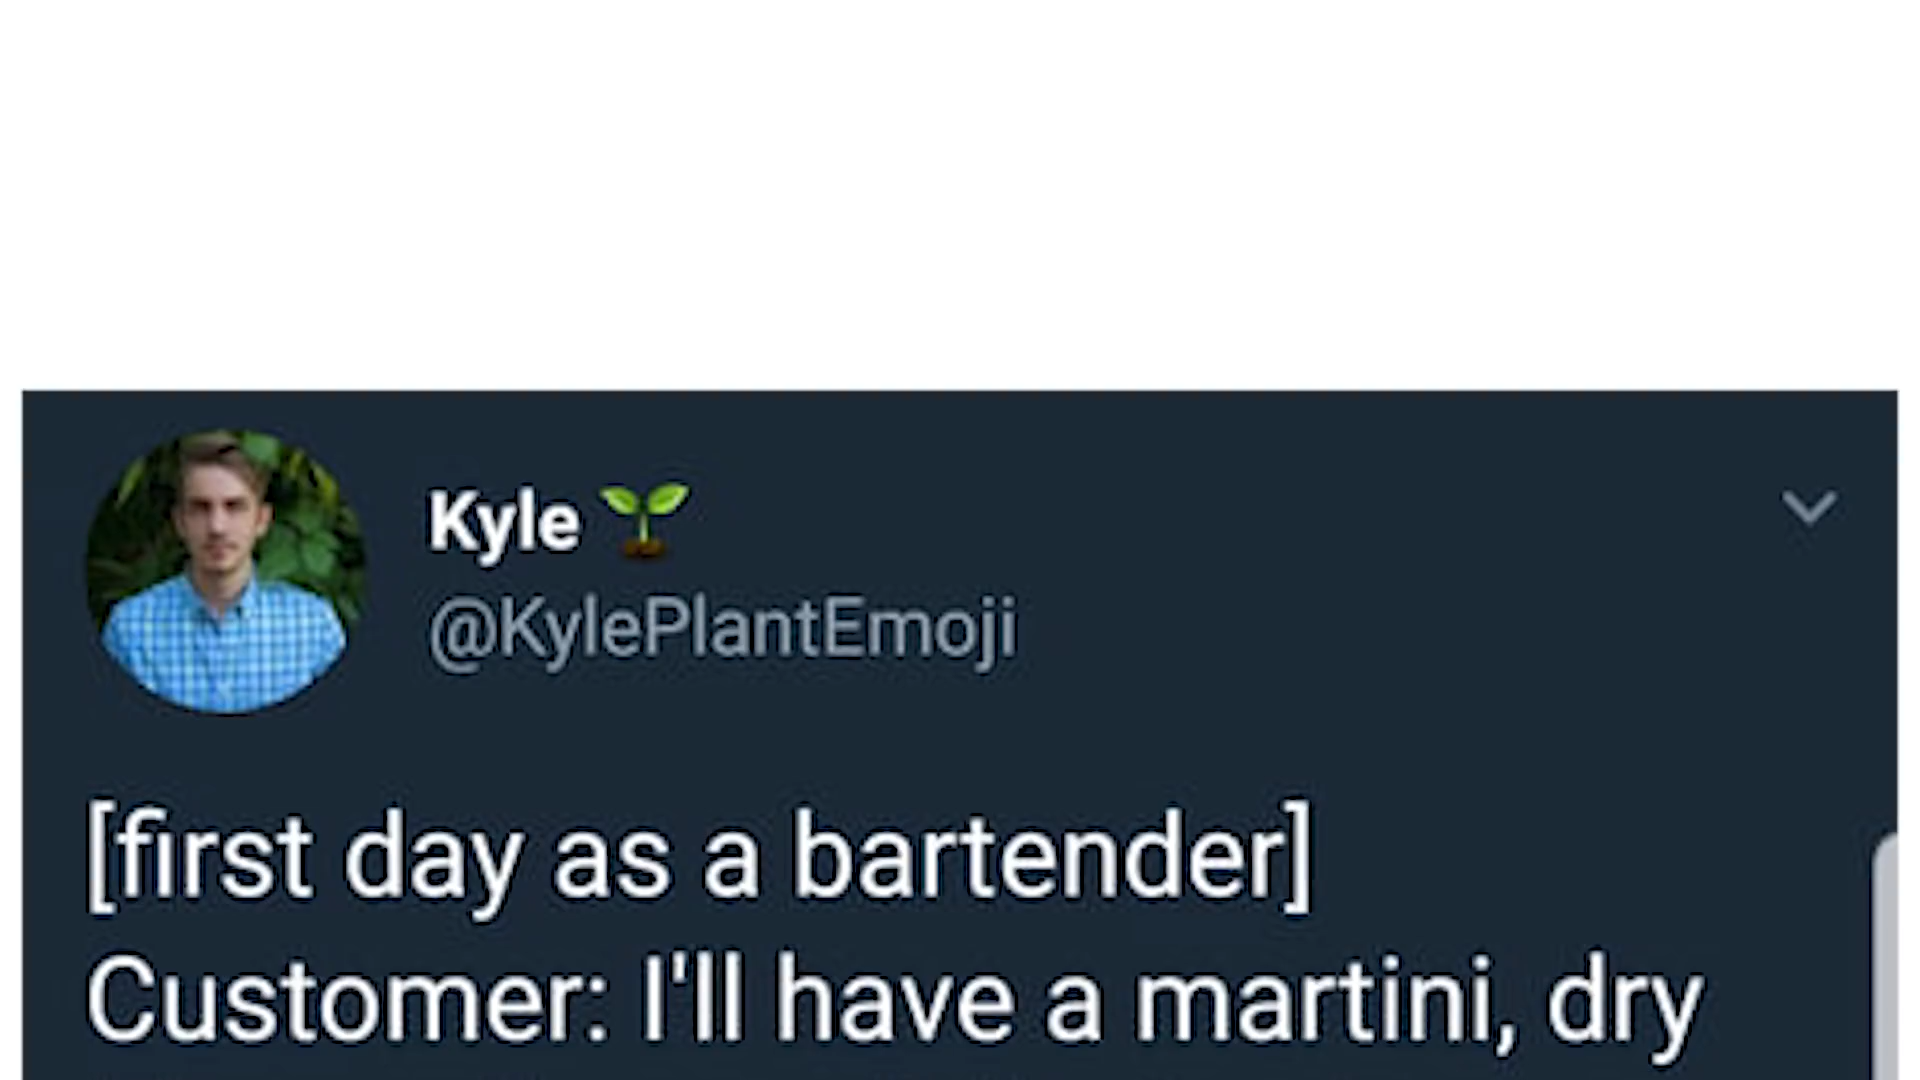 Kyle 🌱
@KylePlantEmoji
[first day as a bartender]
Customer: I'll have a martini, dry